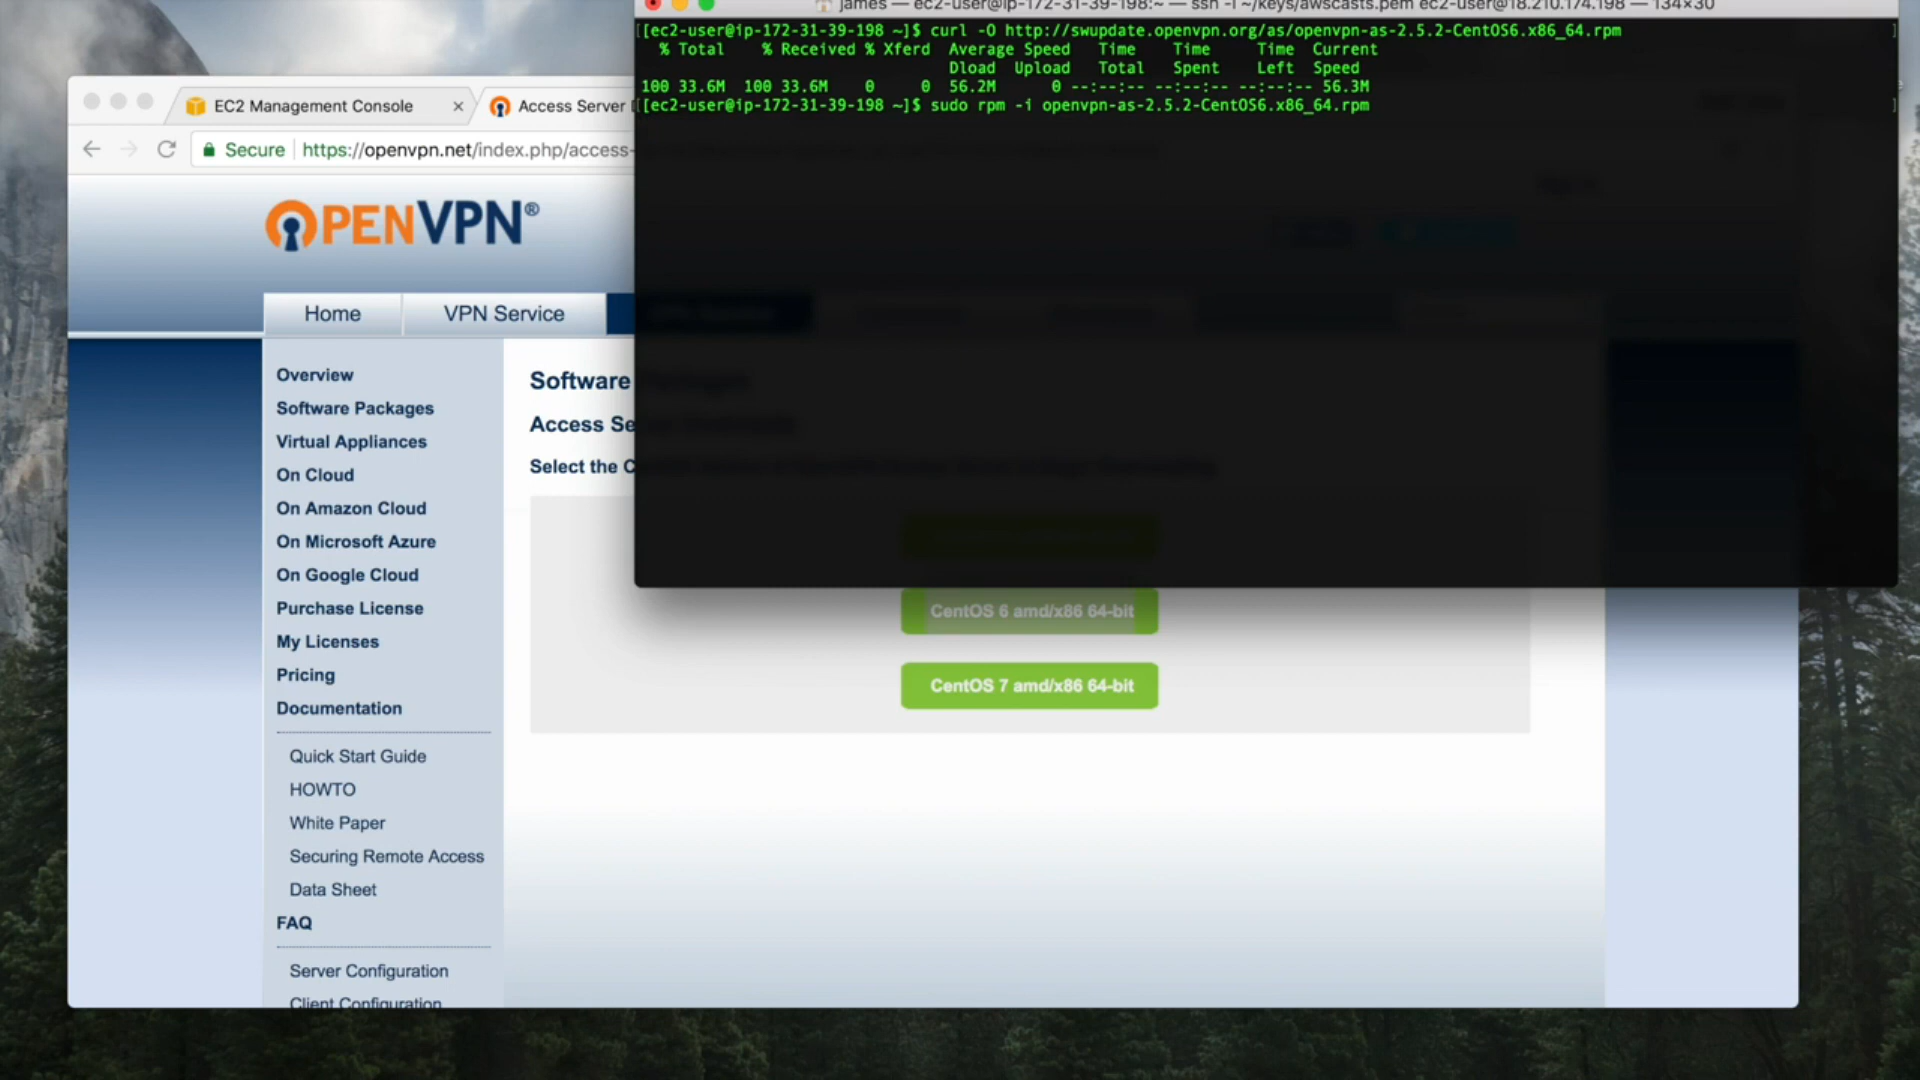 james — ec2-user@ip-172-31-39-198:~ — ssh -i ~/keys/awscasts.pem ec2-user@18.210.174.198 — 134×30
[[ec2-user@ip-172-31-39-198 ~]$ curl -O http://swupdate.openvpn.org/as/openvpn-as-2.5.2-CentOS6.x86_64.rpm ]
% Total % Received % Xferd Average Speed Time Time Time Current
Dload Upload Total Spent Left Speed
100 33.6M 100 33.6M 0 0 56.2M 0 --:--:-- --:--:-- --:--:-- 56.3M
[[ec2-user@ip-172-31-39-198 ~]$ sudo rpm -i openvpn-as-2.5.2-CentOS6.x86_64.rpm ]
EC2 Management Console
Access Server
Secure https://openvpn.net/index.php/access-
OPENVPN®
Home
VPN Service
Overview
Software Packages
Virtual Appliances
On Cloud
On Amazon Cloud
On Microsoft Azure
On Google Cloud
Purchase License
My Licenses
Pricing
Documentation
Quick Start Guide
HOWTO
White Paper
Securing Remote Access
Data Sheet
FAQ
Server Configuration
Client Configuration
Software
Access Se
Select the C
CentOS 6 amd/x86 64-bit
CentOS 7 amd/x86 64-bit